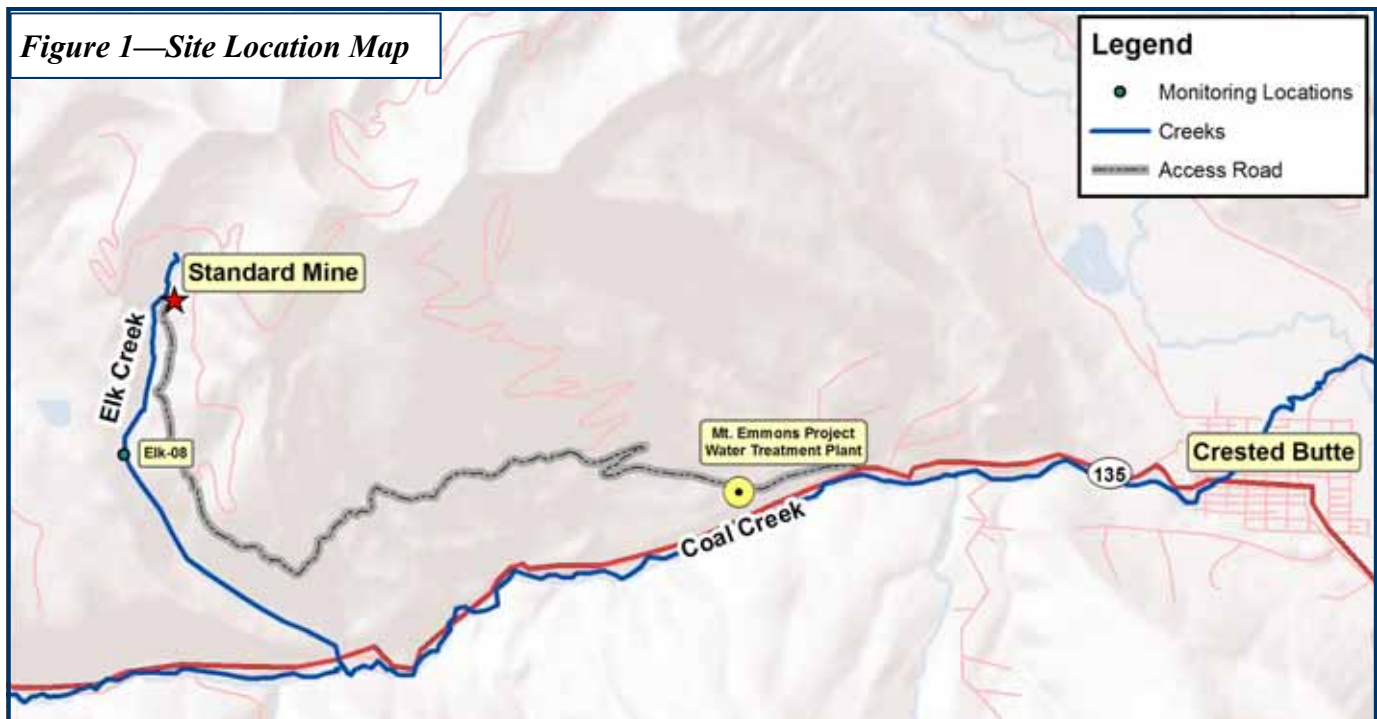 Figure 1—Site Location Map
Legend
Monitoring Locations
Creeks
Access Road
Standard Mine
Elk Creek
Elk-08
Mt. Emmons Project
Water Treatment Plant
Crested Butte
135
Coal Creek